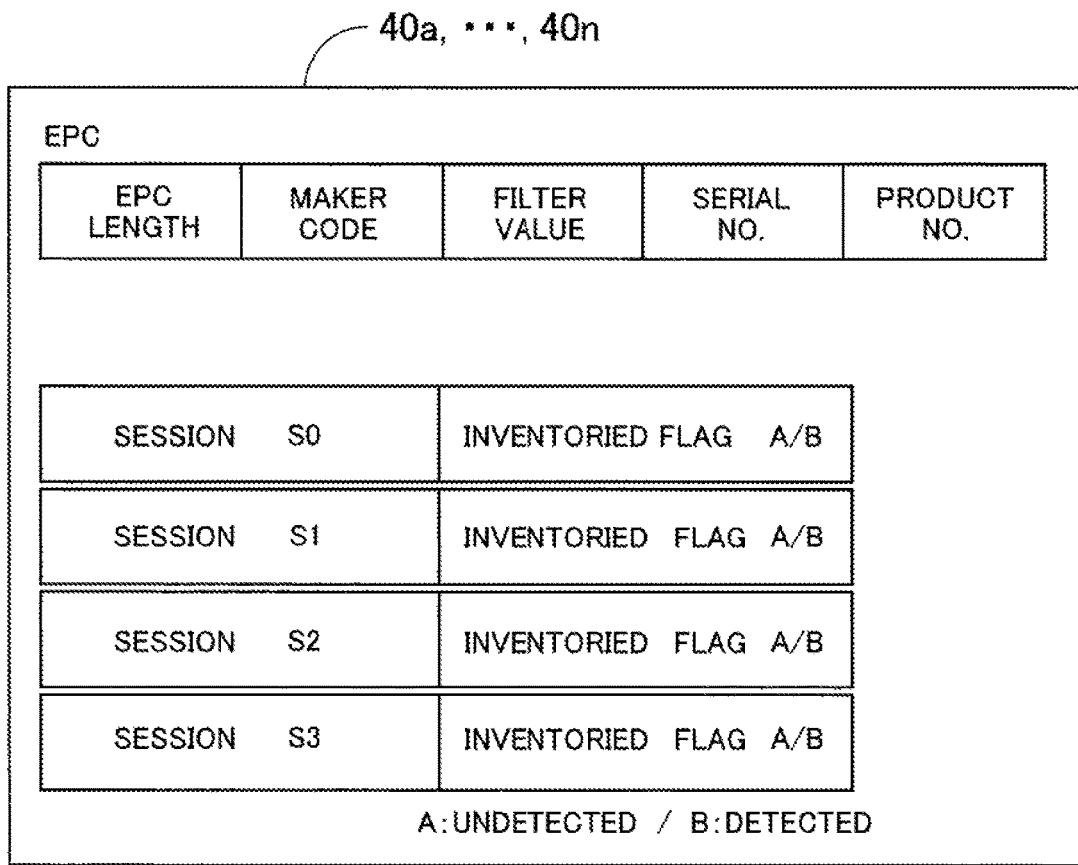 40a, ･･･, 40n
EPC
EPC LENGTH
MAKER CODE
FILTER VALUE
SERIAL NO.
PRODUCT NO.
SESSION S0 INVENTORIED FLAG A/B
SESSION S1 INVENTORIED FLAG A/B
SESSION S2 INVENTORIED FLAG A/B
SESSION S3 INVENTORIED FLAG A/B
A:UNDETECTED / B:DETECTED